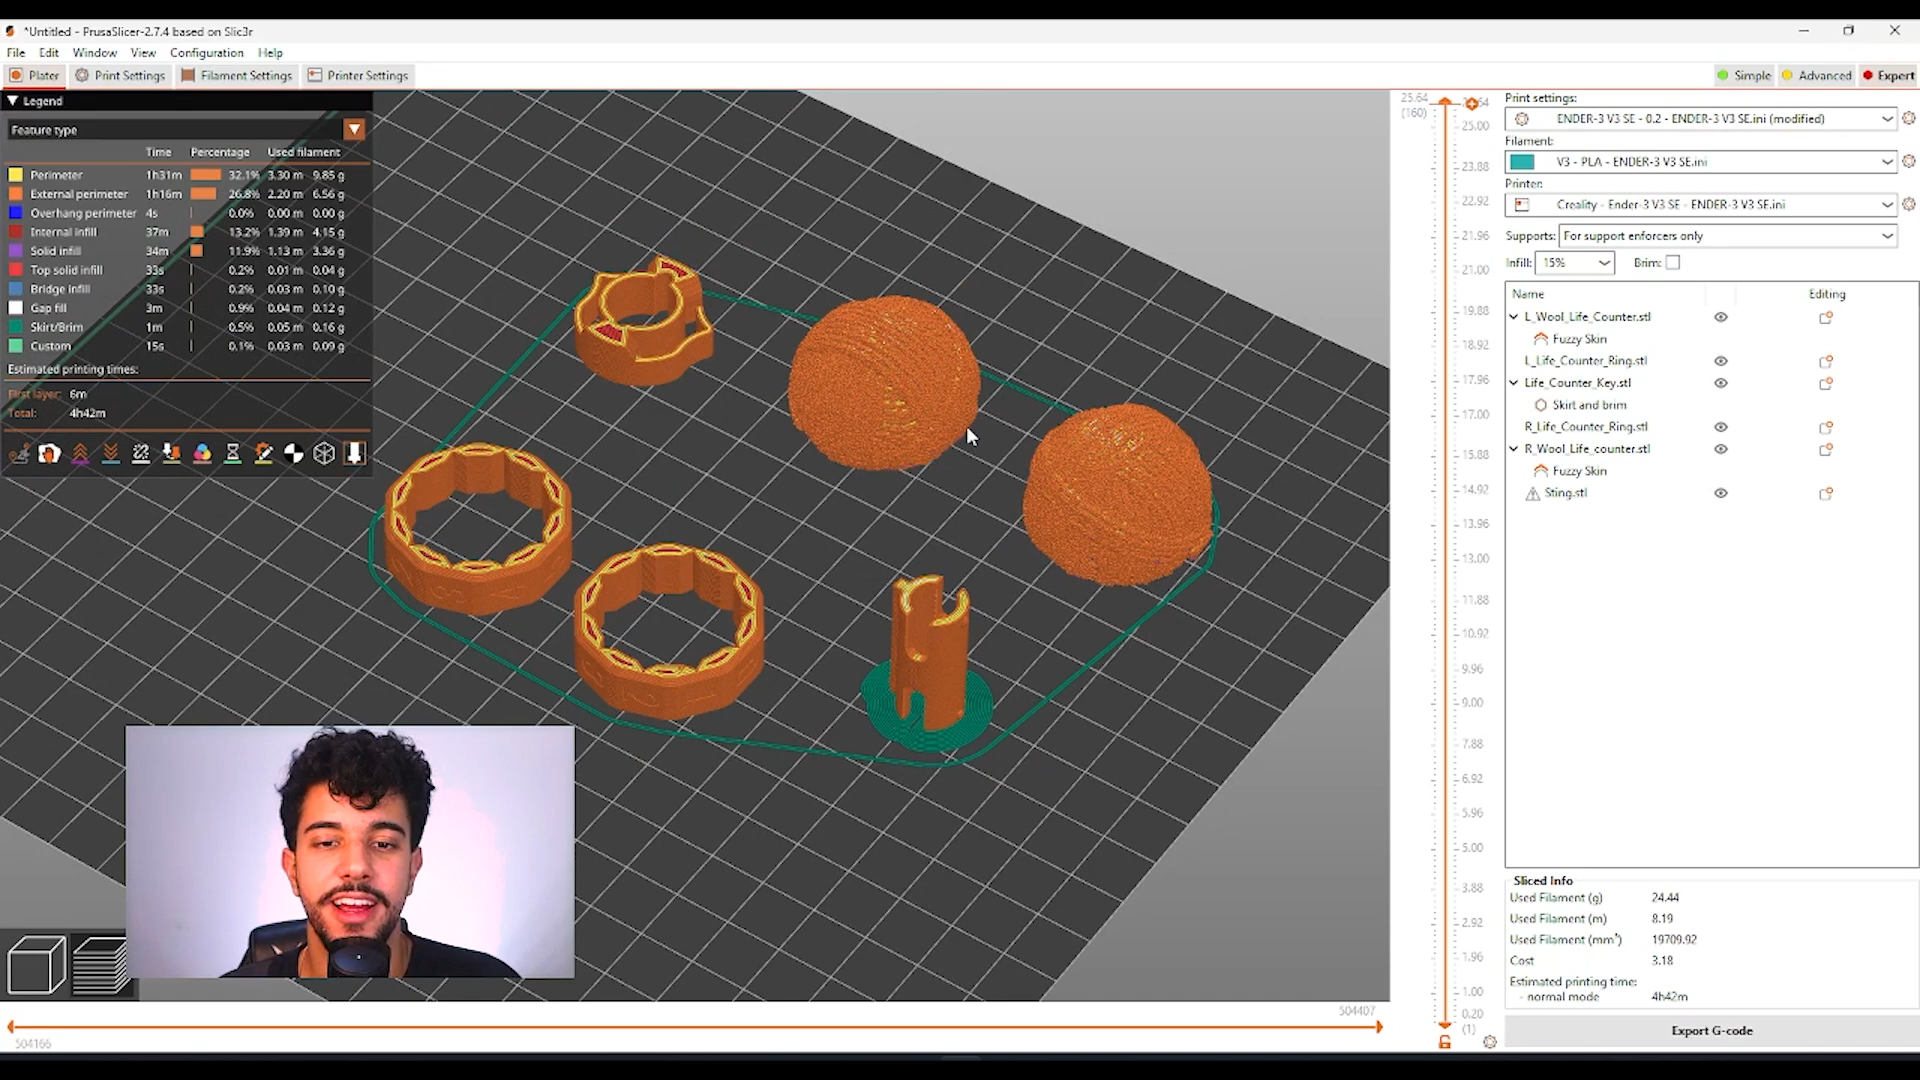 *Untitled - PrusaSlicer-2.7.4 based on Slic3r
File Edit Window View Configuration Help
Plater Print Settings Filament Settings Printer Settings Simple Advanced Expert
Legend
Feature type
Time Percentage Used filament
Perimeter 1h31m 32.1% 3.30 m 9.85 g
External perimeter 1h16m 26.8% 2.20 m 6.56 g
Overhang perimeter 4s 0.0% 0.00 m 0.00 g
Internal infill 37m 13.2% 1.39 m 4.15 g
Solid infill 34m 11.9% 1.13 m 3.36 g
Top solid infill 33s 0.2% 0.01 m 0.04 g
Bridge infill 33s 0.2% 0.03 m 0.10 g
Gap fill 3m 0.9% 0.04 m 0.12 g
Skirt/Brim 1m 0.5% 0.05 m 0.16 g
Custom 15s 0.1% 0.03 m 0.09 g
Estimated printing times:
First layer: 6m
Total: 4h42m
504166
504407
25.64
(160)
25.00
23.88
22.92
21.96
21.00
19.88
18.92
17.96
17.00
15.88
14.92
13.96
13.00
11.88
10.92
9.96
9.00
7.88
6.92
5.96
5.00
3.88
2.92
1.96
1.00
0.20
(1)
Print settings:
ENDER-3 V3 SE - 0.2 - ENDER-3 V3 SE.ini (modified)
Filament:
V3 - PLA - ENDER-3 V3 SE.ini
Printer:
Creality - Ender-3 V3 SE - ENDER-3 V3 SE.ini
Supports: For support enforcers only
Infill: 15% Brim:
Name Editing
L_Wool_Life_Counter.stl
Fuzzy Skin
L_Life_Counter_Ring.stl
Life_Counter_Key.stl
Skirt and brim
R_Life_Counter_Ring.stl
R_Wool_Life_counter.stl
Fuzzy Skin
Sting.stl
Sliced Info
Used Filament (g) 24.44
Used Filament (m) 8.19
Used Filament (mm³) 19709.92
Cost 3.18
Estimated printing time:
- normal mode 4h42m
Export G-code